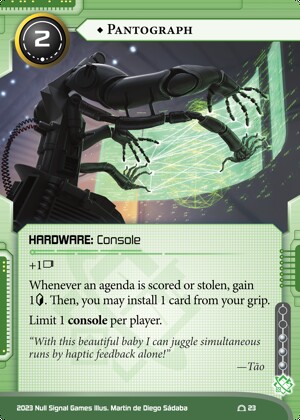 2
◆ Pantograph
HARDWARE: Console
+1
Whenever an agenda is scored or stolen, gain
1. Then, you may install 1 card from your grip.
Limit 1 console per player.
"With this beautiful baby I can juggle simultaneous
runs by haptic feedback alone!"
—Tāo
2023 Null Signal Games Illus. Martin de Diego Sádaba
23